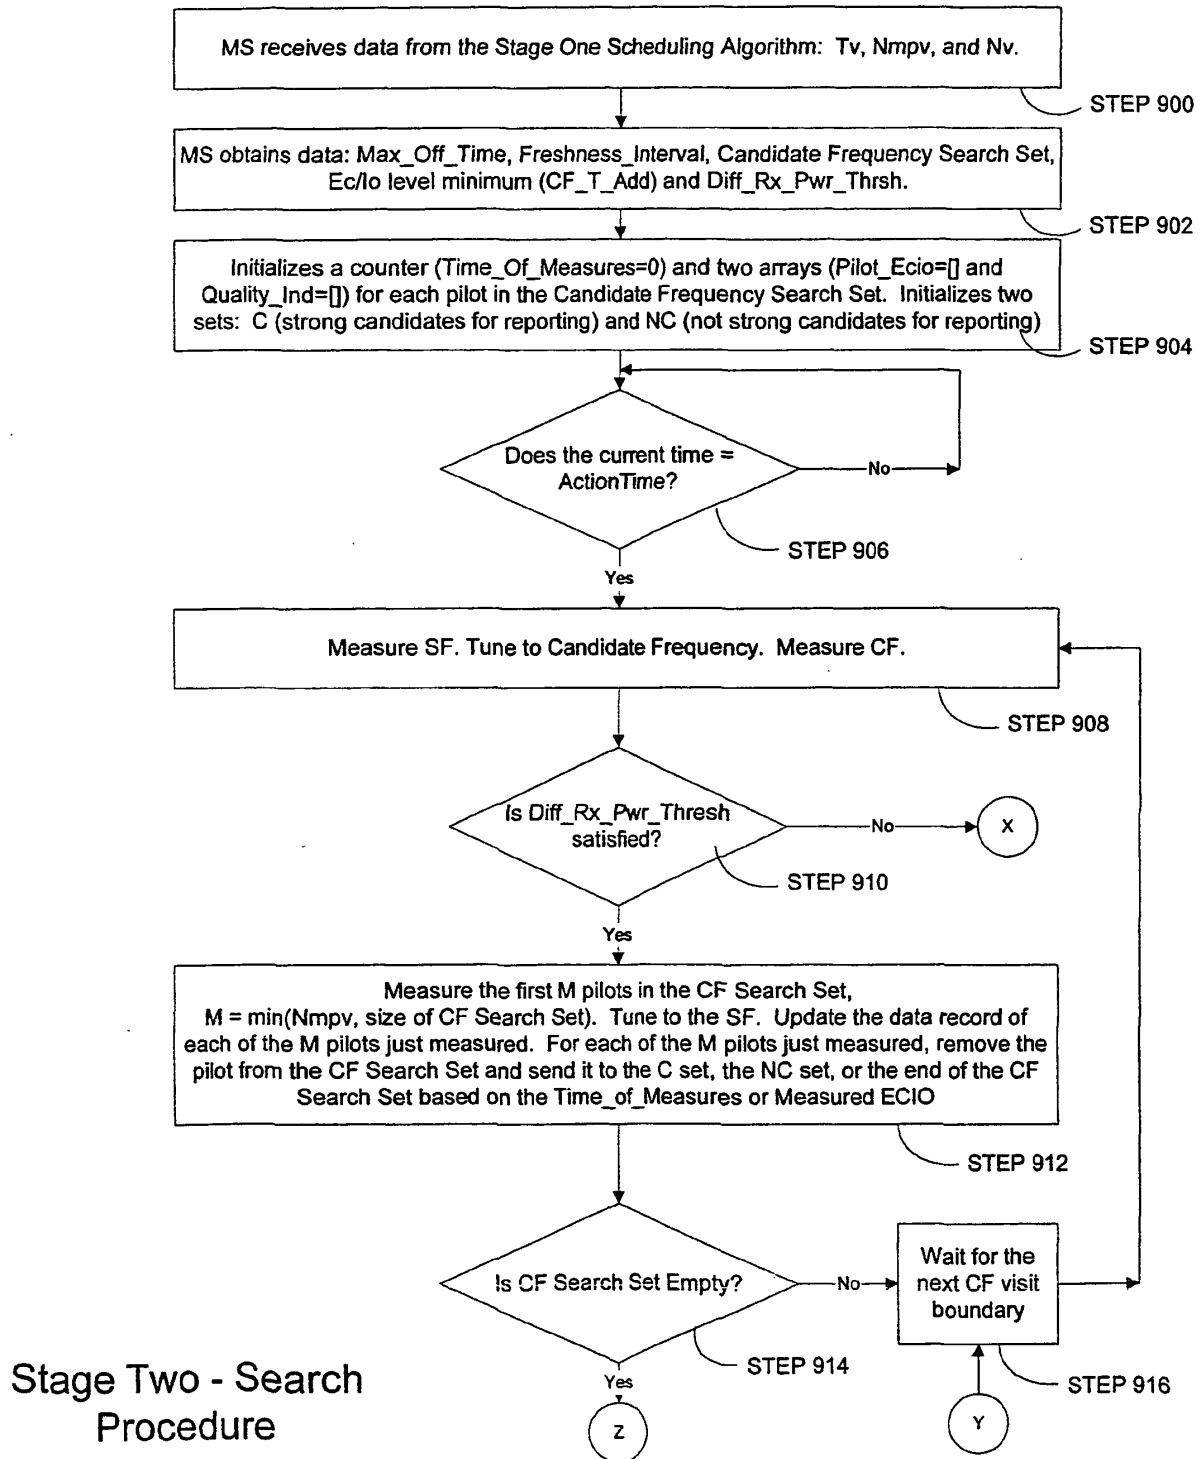 MS receives data from the Stage One Scheduling Algorithm: Tv, Nmpv, and Nv.
STEP 900
MS obtains data: Max_Off_Time, Freshness_Interval, Candidate Frequency Search Set,
Ec/Io level minimum (CF_T_Add) and Diff_Rx_Pwr_Thrsh.
STEP 902
Initializes a counter (Time_Of_Measures=0) and two arrays (Pilot_Ecio=[] and
Quality_Ind=[]) for each pilot in the Candidate Frequency Search Set. Initializes two
sets: C (strong candidates for reporting) and NC (not strong candidates for reporting)
STEP 904
Does the current time =
ActionTime?
No
STEP 906
Yes
Measure SF. Tune to Candidate Frequency. Measure CF.
STEP 908
Is Diff_Rx_Pwr_Thresh
satisfied?
No
X
STEP 910
Yes
Measure the first M pilots in the CF Search Set,
M = min(Nmpv, size of CF Search Set). Tune to the SF. Update the data record of
each of the M pilots just measured. For each of the M pilots just measured, remove the
pilot from the CF Search Set and send it to the C set, the NC set, or the end of the CF
Search Set based on the Time_of_Measures or Measured ECIO
STEP 912
Is CF Search Set Empty?
No
Wait for the
next CF visit
boundary
STEP 914
STEP 916
Yes
Z
Y
Stage Two - Search
Procedure